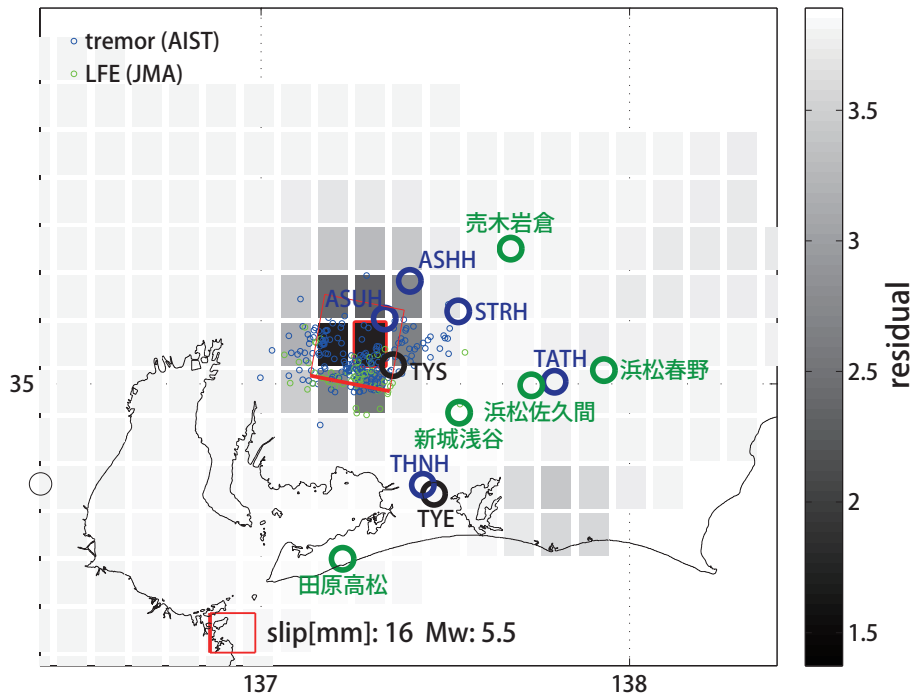 tremor (AIST)
LFE (JMA)
売木岩倉
ASHH
ASUH
STRH
TYS
TATH
浜松春野
浜松佐久間
新城浅谷
THNH
TYE
田原高松
slip[mm]: 16 Mw: 5.5
35
137
138
3.5
3
2.5
2
1.5
residual